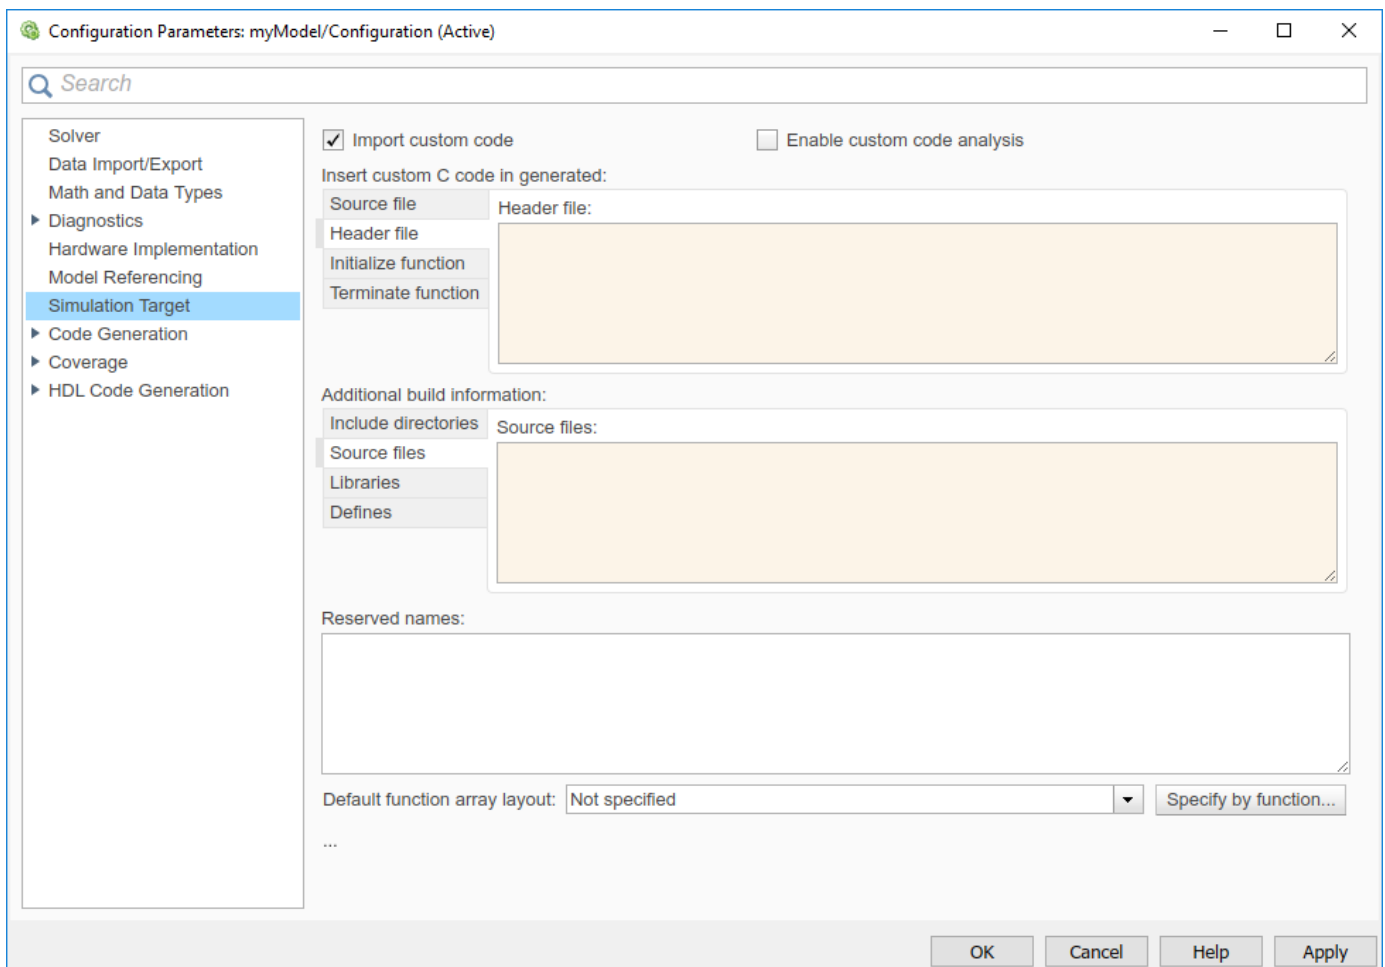 Configuration Parameters: myModel/Configuration (Active)
Search
Solver
Data Import/Export
Math and Data Types
Diagnostics
Hardware Implementation
Model Referencing
Simulation Target
Code Generation
Coverage
HDL Code Generation
Import custom code
Enable custom code analysis
Insert custom C code in generated:
Source file
Header file
Initialize function
Terminate function
Header file:
Additional build information:
Include directories
Source files
Libraries
Defines
Source files:
Reserved names:
Default function array layout: Not specified
Specify by function...
...
OK
Cancel
Help
Apply